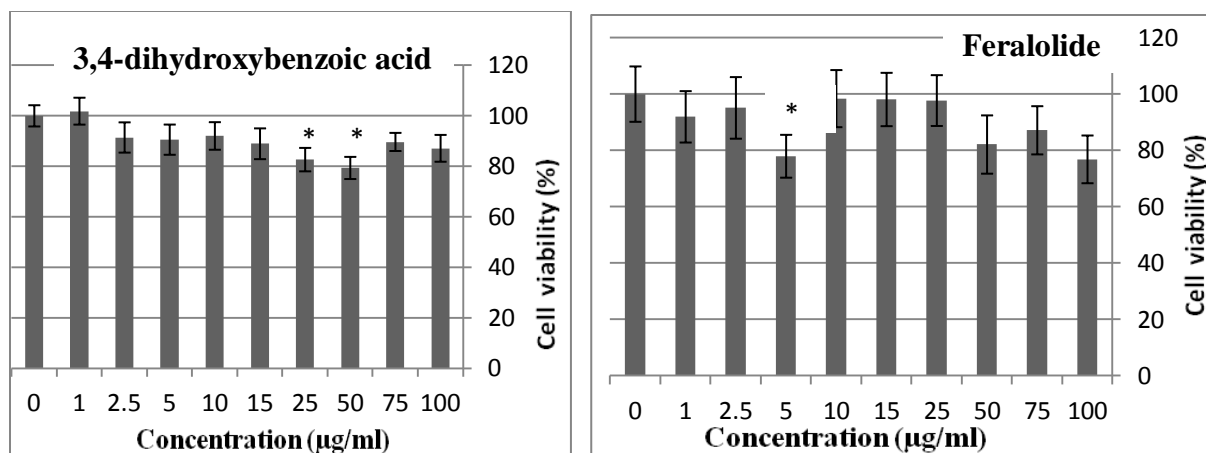 3,4-dihydroxybenzoic acid
120
100
80
60
40
20
0
Cell viability (%)
* *
0 1 2.5 5 10 15 25 50 75 100
Concentration (µg/ml)
Feralolide
120
100
80
60
40
20
0
Cell viability (%)
*
0 1 2.5 5 10 15 25 50 75 100
Concentration (µg/ml)